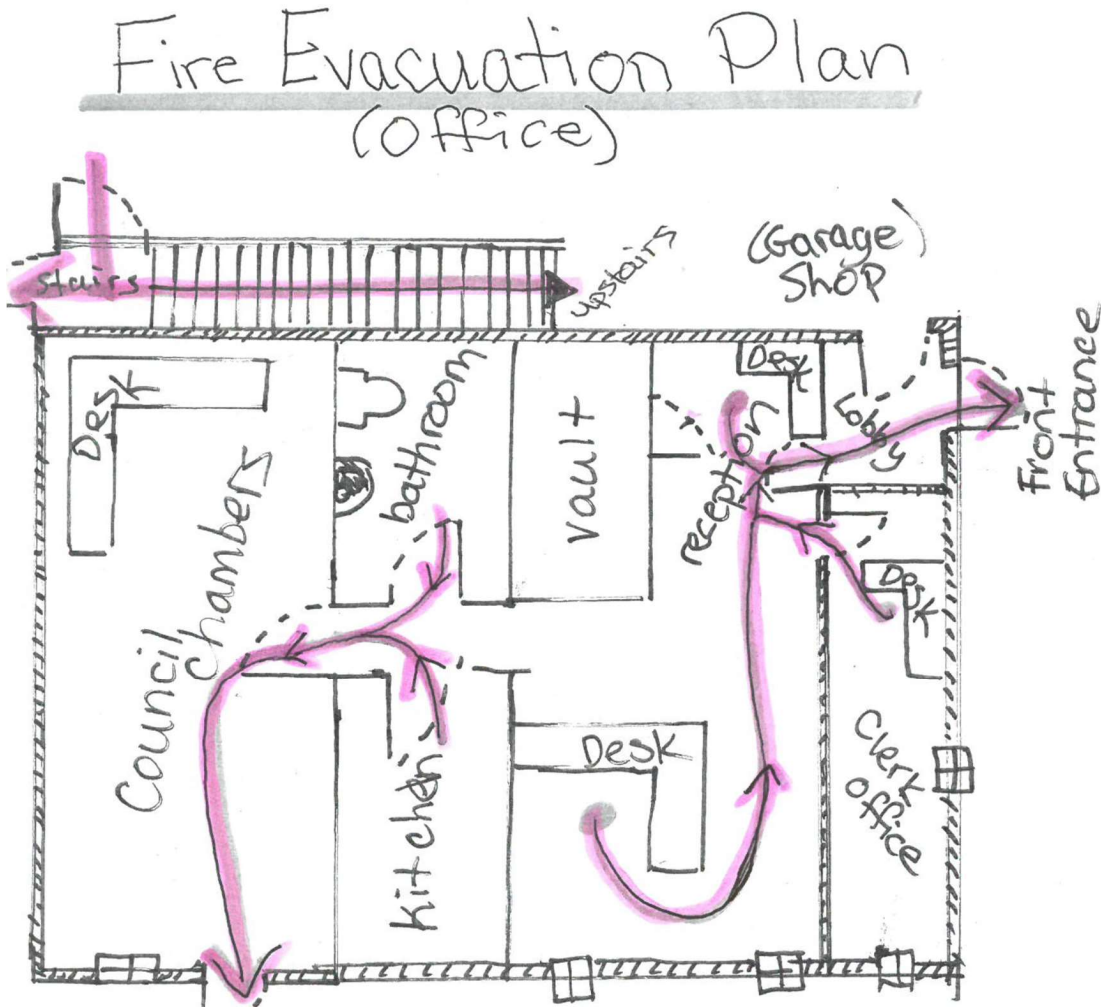 Fire Evacuation Plan
(Office)
stairs
upstairs
(Garage)
SHOP
Desk
Council
Chambers
bathroom
vault
reception
Desk
lobby
Front
Entrance
Desk
kitchen
Desk
Clerk
office